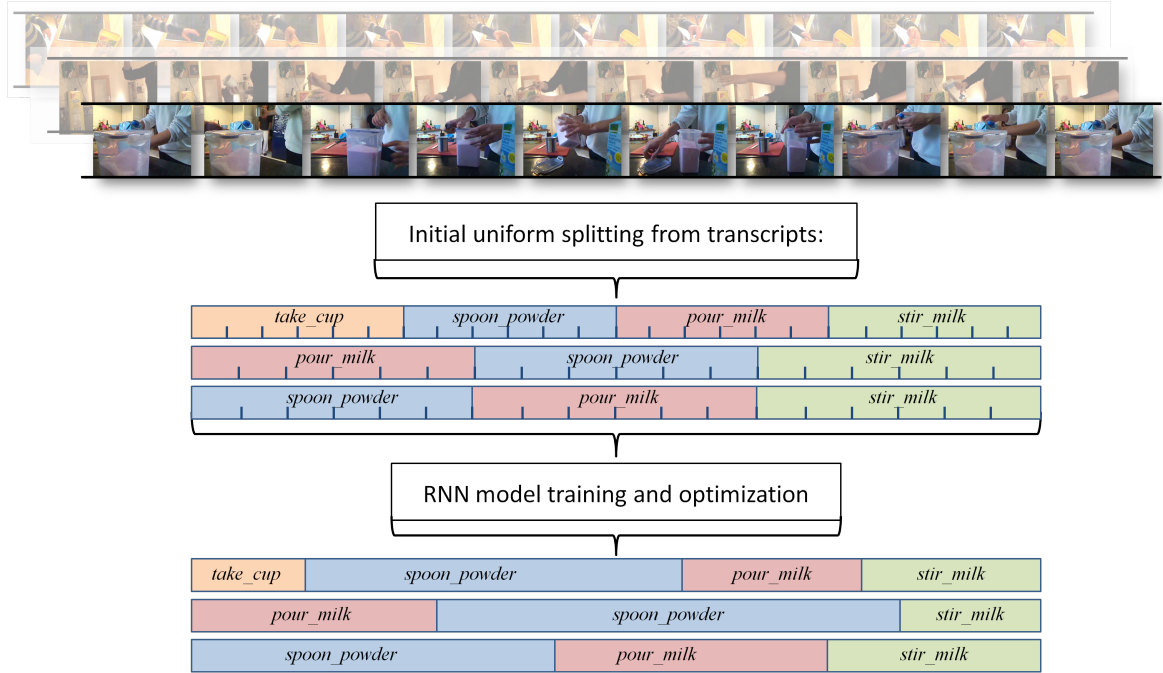 Initial uniform splitting from transcripts:
take_cup spoon_powder pour_milk stir_milk
pour_milk spoon_powder stir_milk
spoon_powder pour_milk stir_milk
RNN model training and optimization
take_cup spoon_powder pour_milk stir_milk
pour_milk spoon_powder stir_milk
spoon_powder pour_milk stir_milk